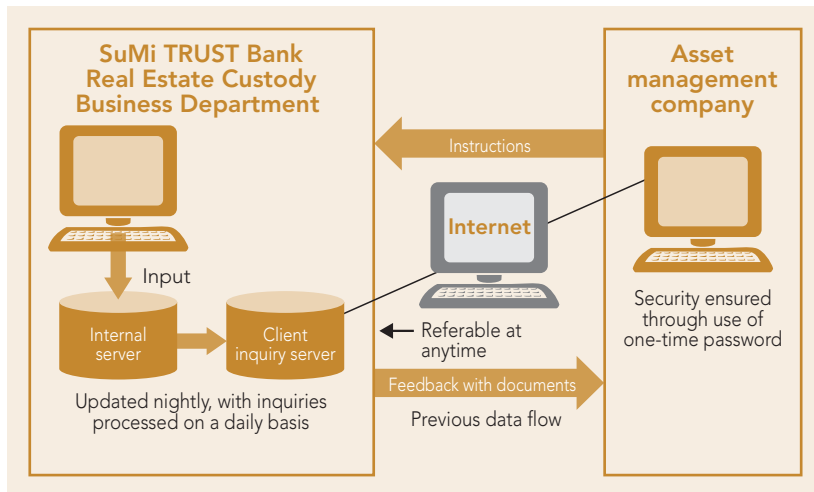 SuMi TRUST Bank
Real Estate Custody
Business Department
Asset
management
company
Instructions
Internet
Input
Internal
server
Client
inquiry server
Referable at
anytime
Security ensured
through use of
one-time password
Feedback with documents
Updated nightly, with inquiries
processed on a daily basis
Previous data flow